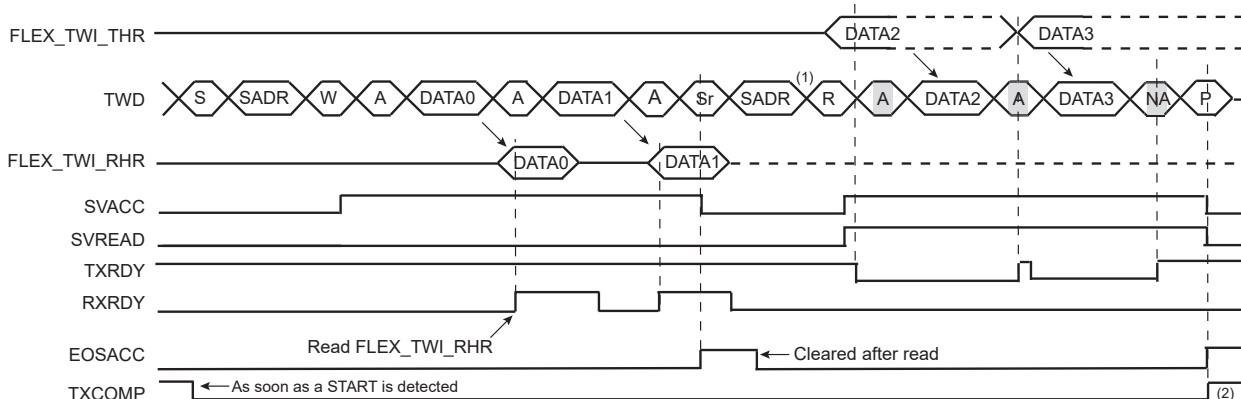 FLEX_TWI_THR DATA2 DATA3
TWD S SADR W A DATA0 A DATA1 A Sr SADR (1) R A DATA2 A DATA3 NA P
FLEX_TWI_RHR DATA0 DATA1
SVACC
SVREAD
TXRDY
RXRDY
Read FLEX_TWI_RHR
EOSACC Cleared after read
TXCOMP As soon as a START is detected (2)